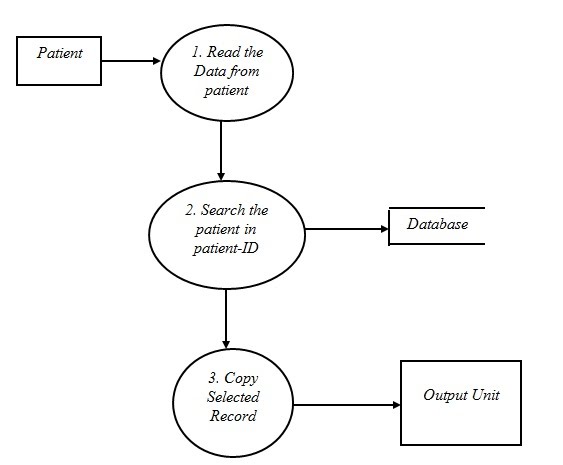 Patient
1. Read the
Data from
patient
2. Search the
patient in
patient-ID
Database
3. Copy
Selected
Record
Output Unit